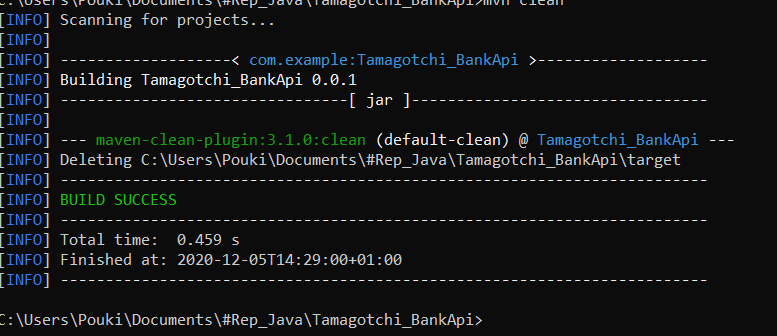 C:\Users\Pouki\Documents\#Rep_Java\Tamagotchi_BankApi>mvn clean
[INFO] Scanning for projects...
[INFO]
[INFO] -------------------< com.example:Tamagotchi_BankApi >-------------------
[INFO] Building Tamagotchi_BankApi 0.0.1
[INFO] --------------------------------[ jar ]---------------------------------
[INFO]
[INFO] --- maven-clean-plugin:3.1.0:clean (default-clean) @ Tamagotchi_BankApi ---
[INFO] Deleting C:\Users\Pouki\Documents\#Rep_Java\Tamagotchi_BankApi\target
[INFO] ------------------------------------------------------------------------
[INFO] BUILD SUCCESS
[INFO] ------------------------------------------------------------------------
[INFO] Total time:  0.459 s
[INFO] Finished at: 2020-12-05T14:29:00+01:00
[INFO] ------------------------------------------------------------------------
C:\Users\Pouki\Documents\#Rep_Java\Tamagotchi_BankApi>